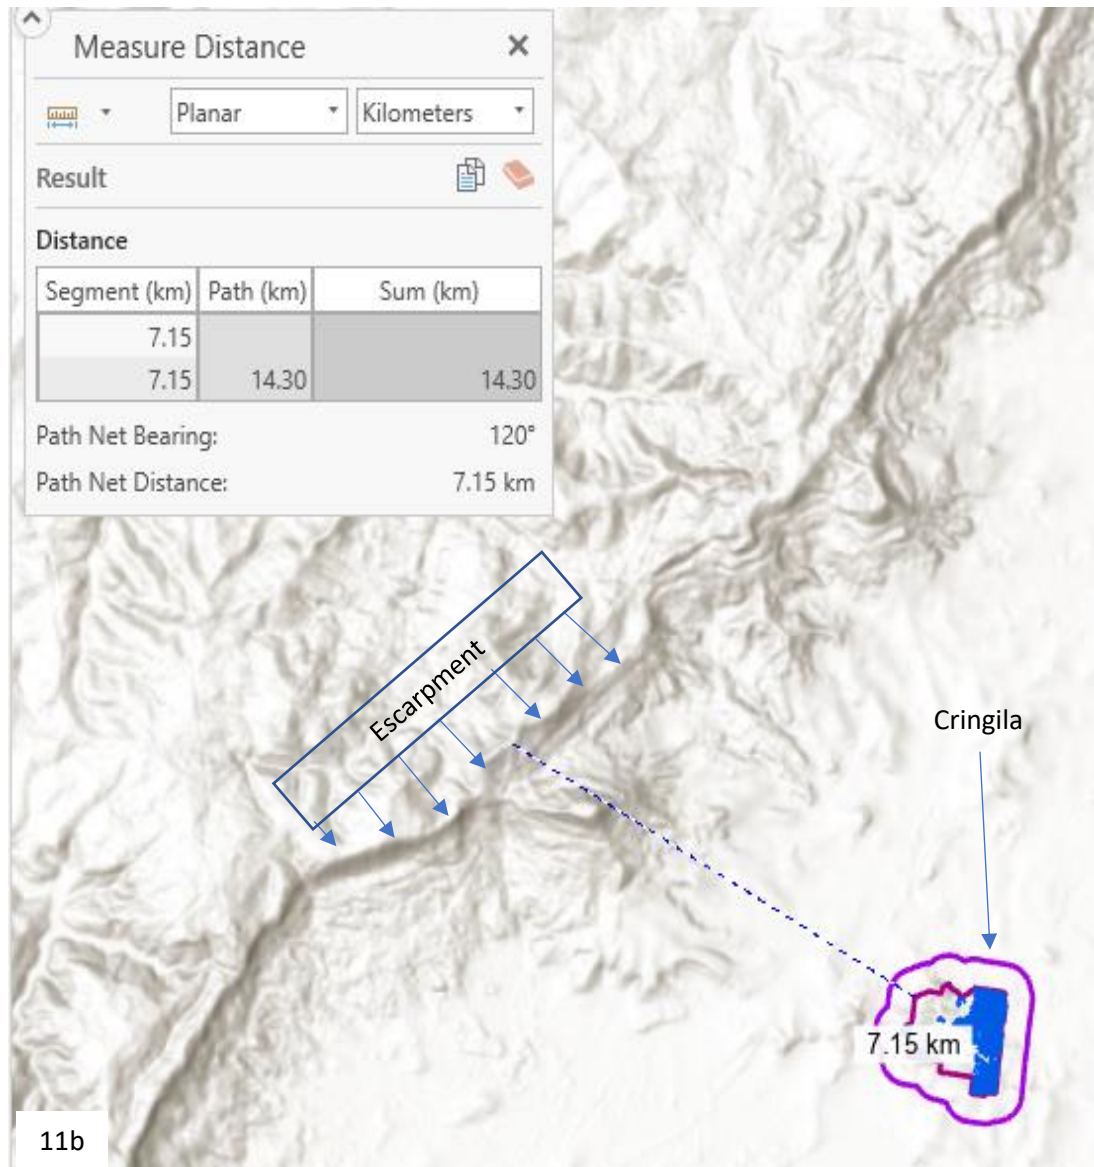 Measure Distance
Planar Kilometers
Result
Distance
Segment (km) Path (km) Sum (km)
7.15
7.15 14.30 14.30
Path Net Bearing: 120°
Path Net Distance: 7.15 km
Escarpment
Cringila
7.15 km
11b